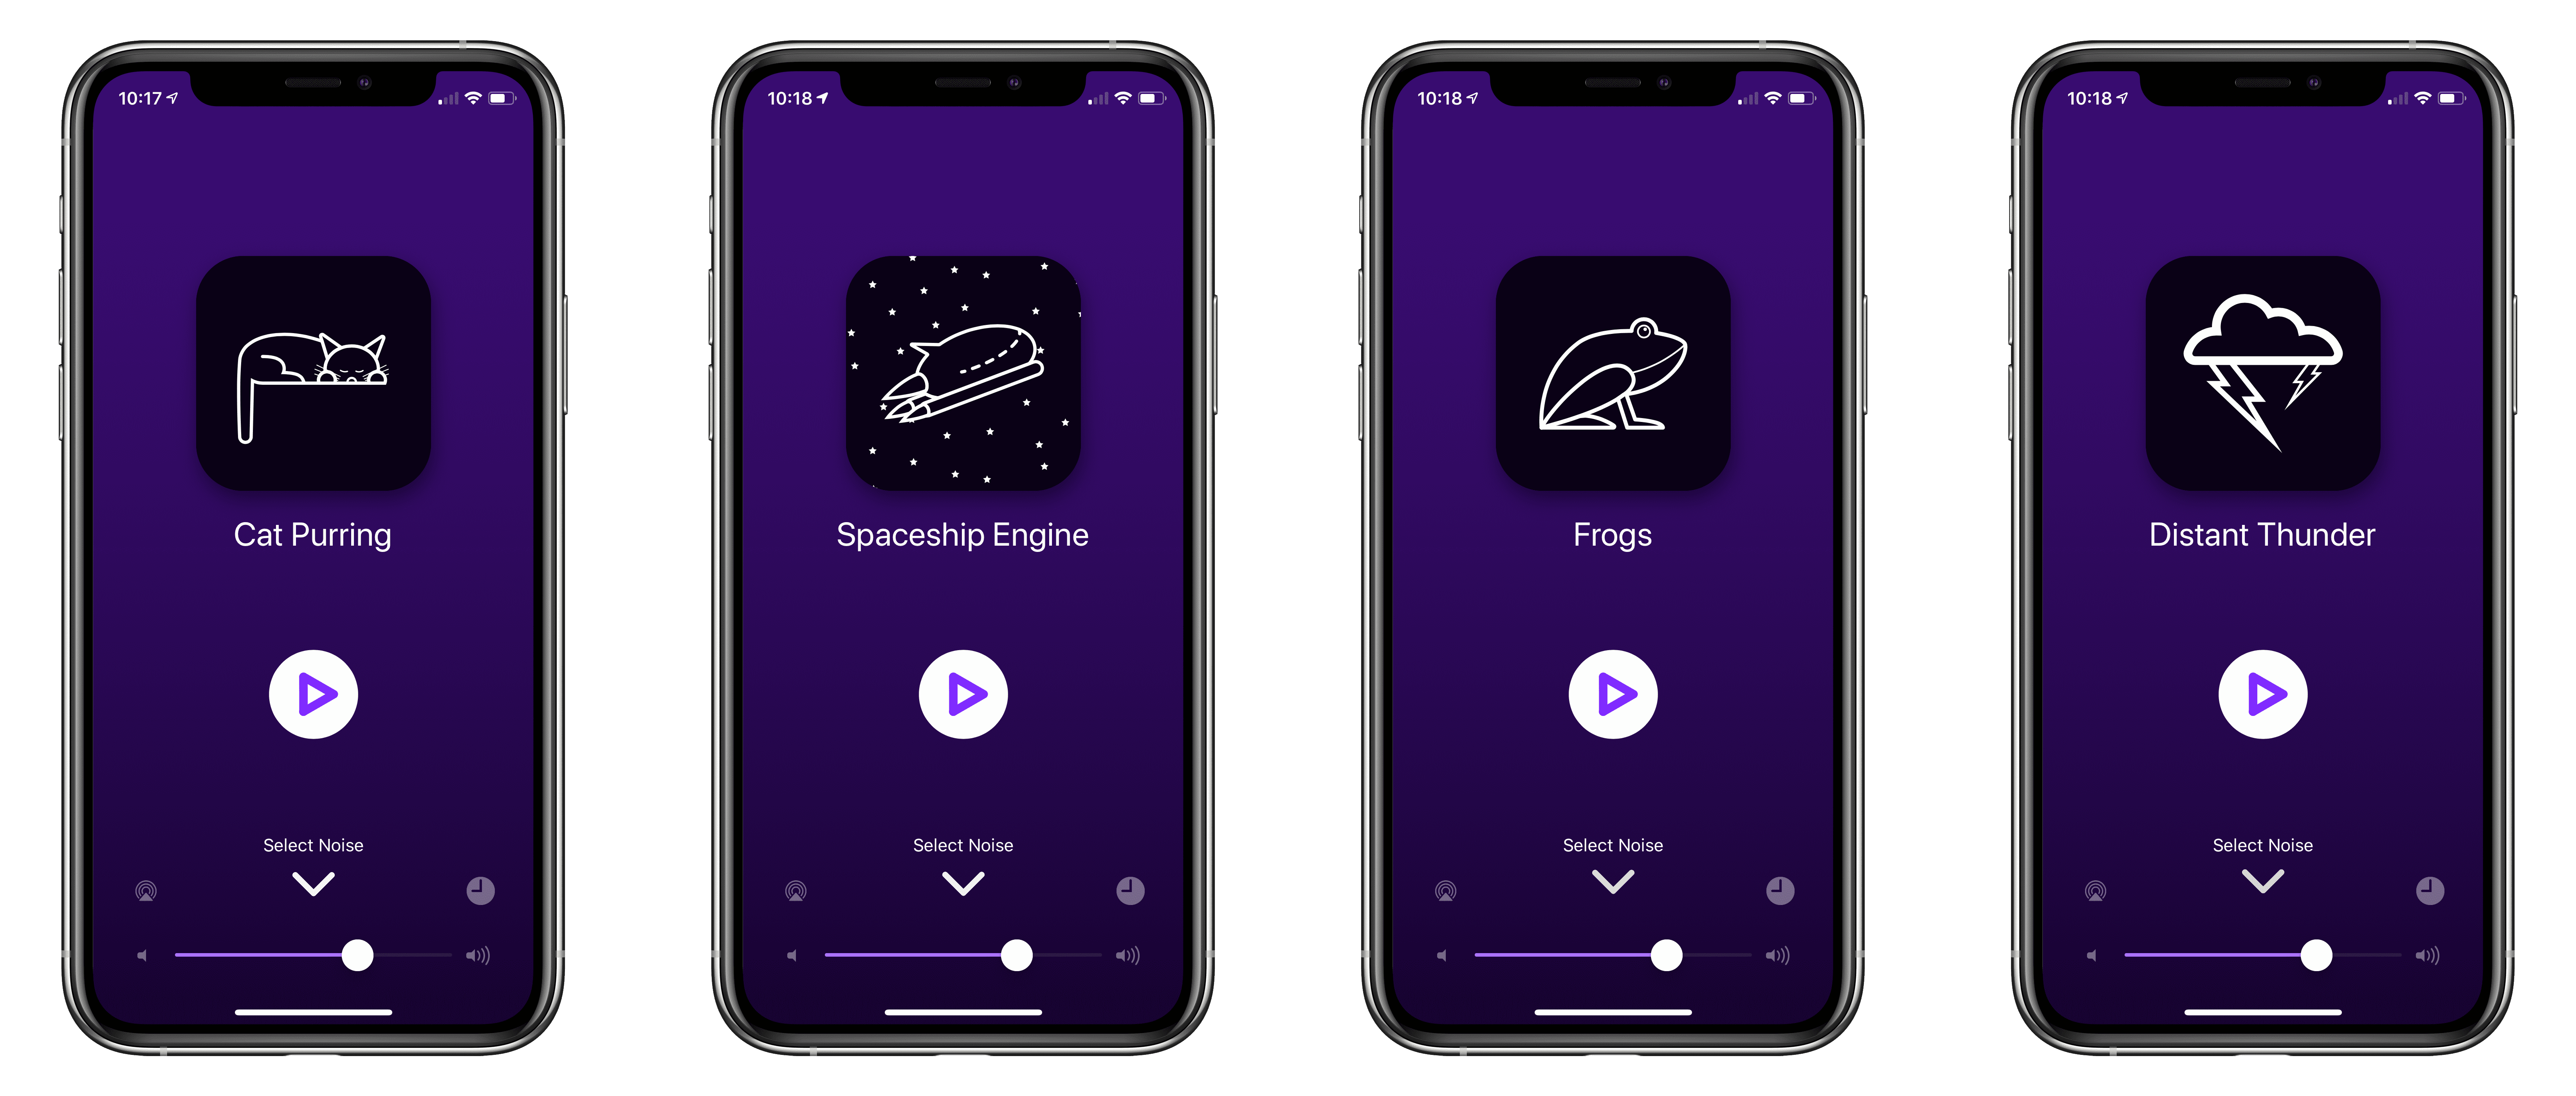 10:17
Cat Purring
Select Noise
10:18
Spaceship Engine
Select Noise
10:18
Frogs
Select Noise
10:18
Distant Thunder
Select Noise